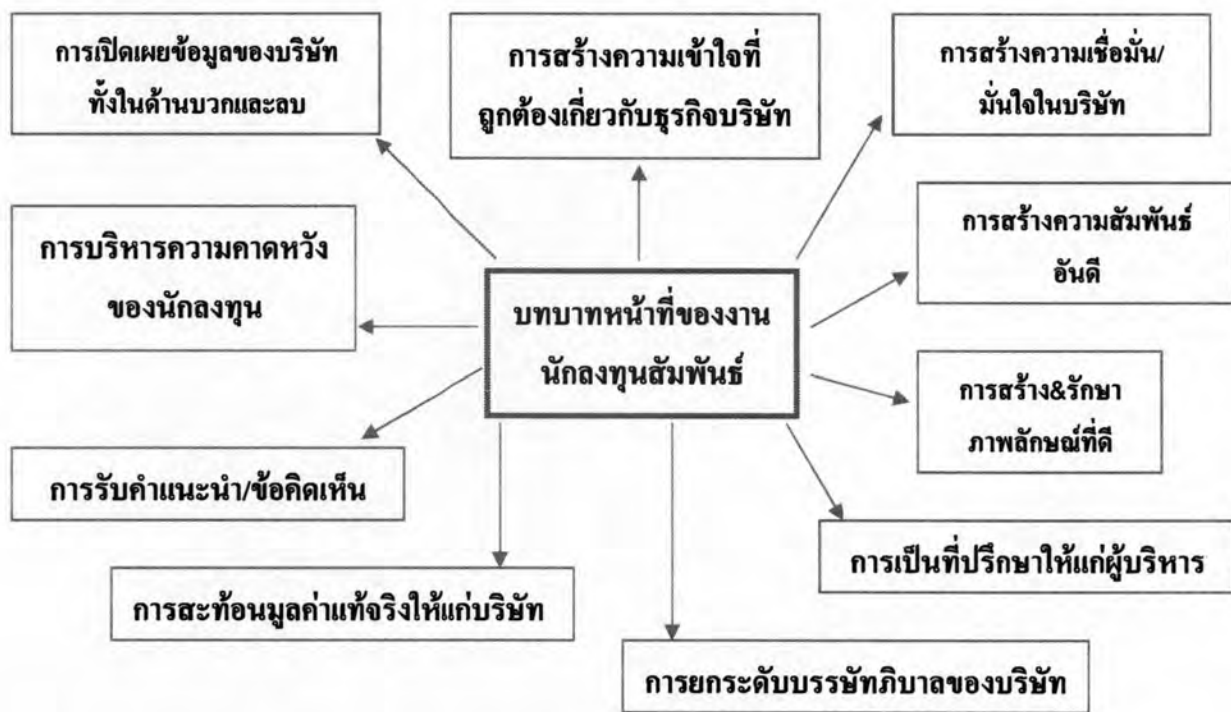 การเปิดเผยข้อมูลของบริษัท
ทั้งในด้านบวกและลบ
การสร้างความเข้าใจที่
ถูกต้องเกี่ยวกับธุรกิจบริษัท
การสร้างความเชื่อมั่น/
มั่นใจในบริษัท
การบริหารความคาดหวัง
ของนักลงทุน
การสร้างความสัมพันธ์
อันดี
บทบาทหน้าที่ของงาน
นักลงทุนสัมพันธ์
การสร้าง&รักษา
ภาพลักษณ์ที่ดี
การรับคำแนะนำ/ข้อคิดเห็น
การเป็นที่ปรึกษาให้แก่ผู้บริหาร
การสะท้อนมูลค่าแท้จริงให้แก่บริษัท
การยกระดับบรรษัทภิบาลของบริษัท